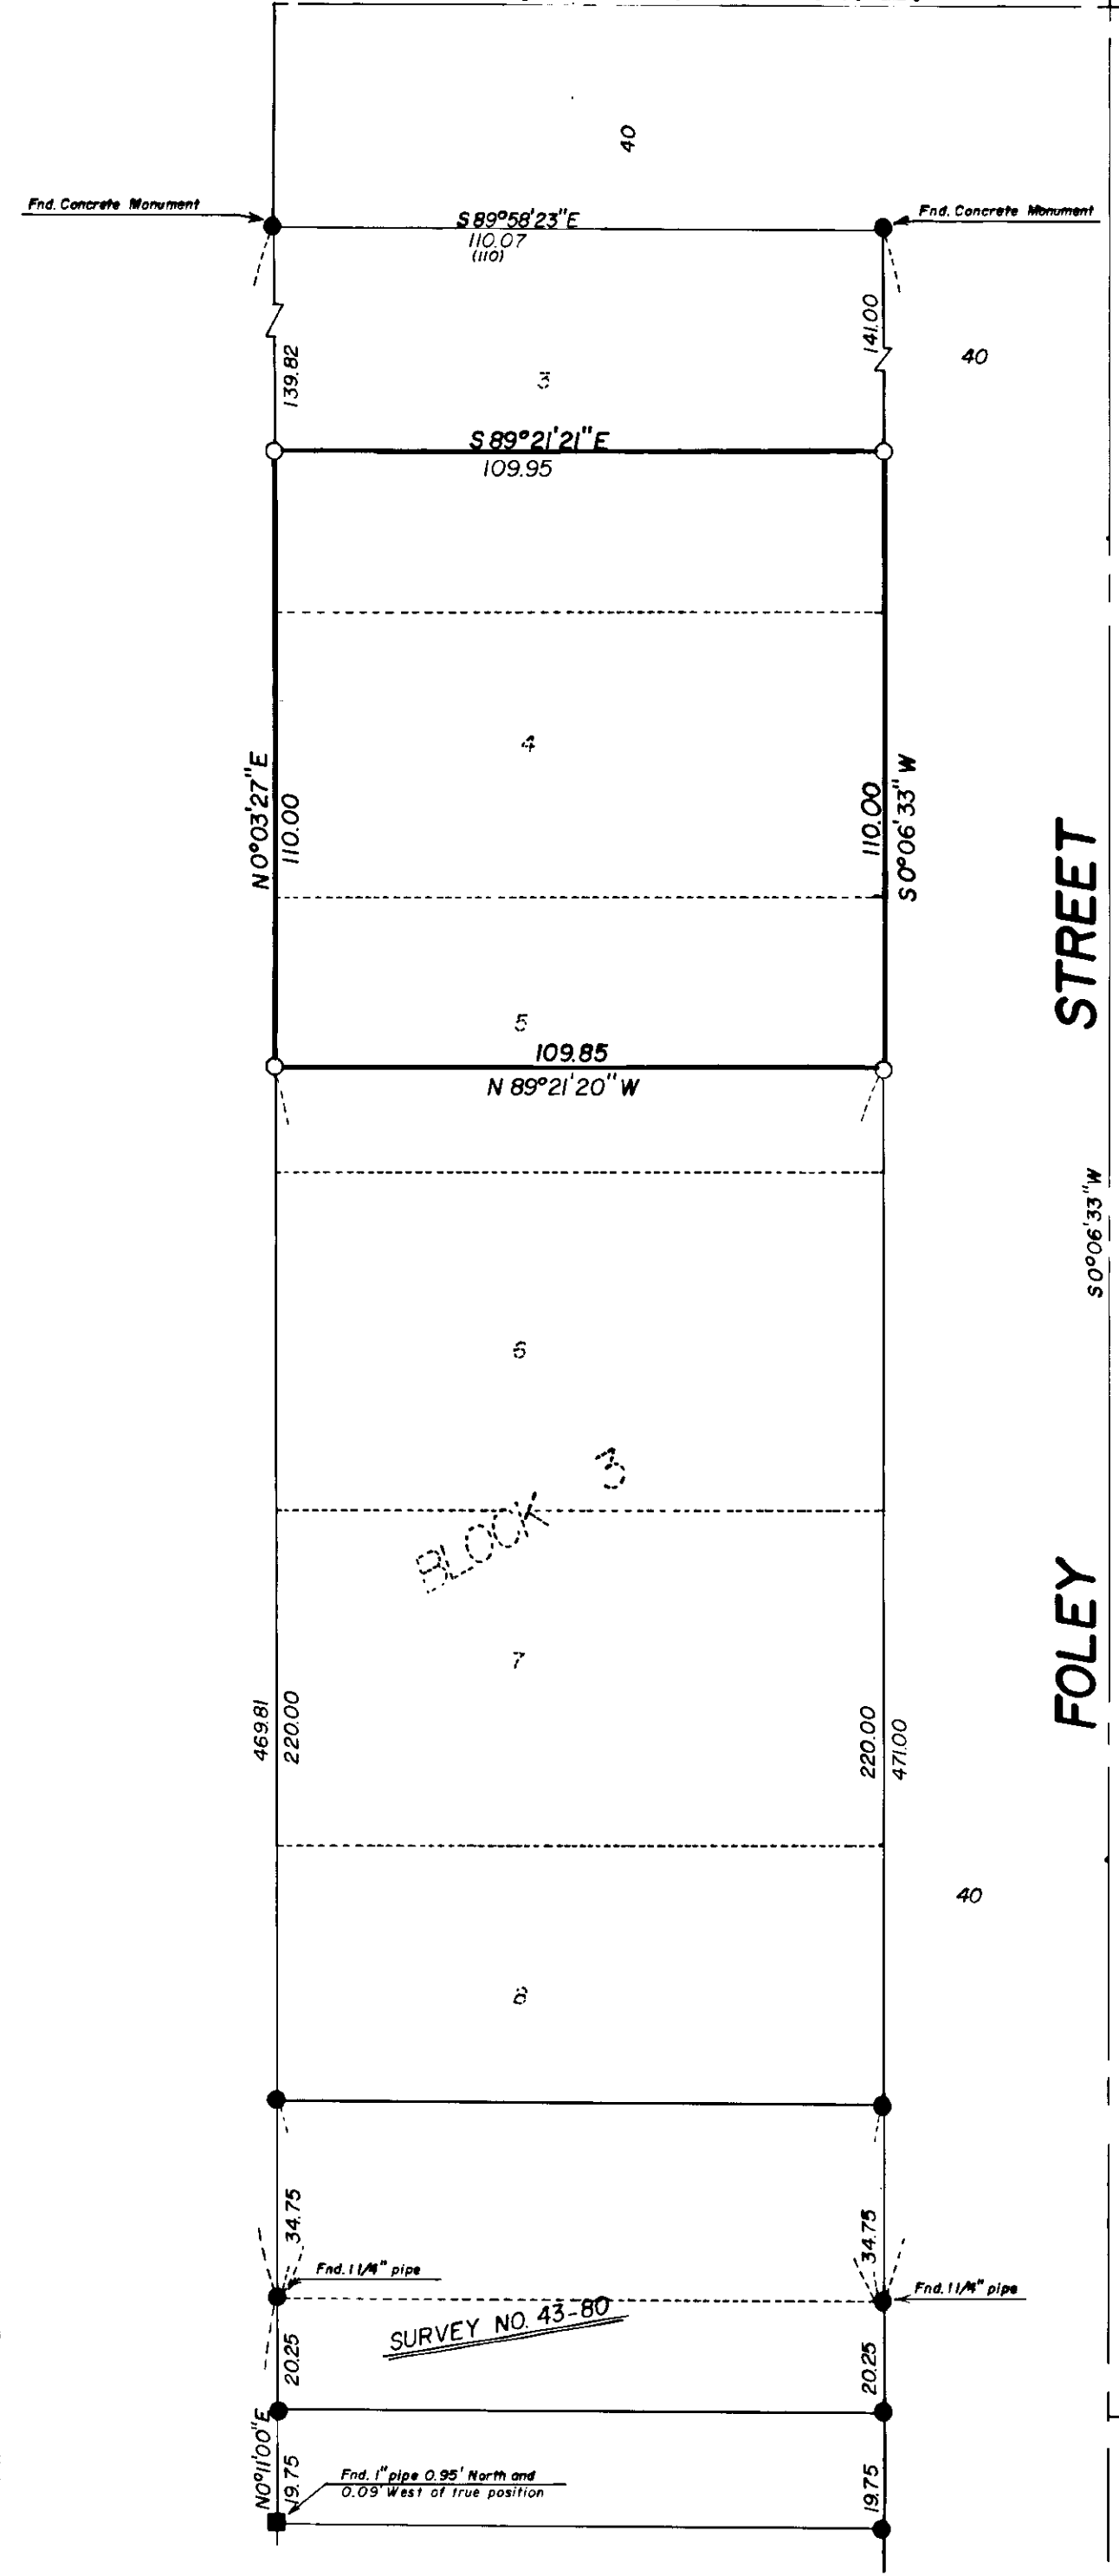 40
Fnd. Concrete Monument
S 89°58'23" E
110.07
(110)
Fnd. Concrete Monument
139.82
141.00
3
40
S 89°21'21" E
109.95
4
N 0°03'27" E
110.00
110.00
S 0°06'33" W
STREET
5
109.85
N 89°21'20" W
S 0°06'33" W
6
BLOCK 3
FOLEY
7
469.81
220.00
220.00
471.00
40
8
34.75
34.75
Fnd. 1 1/4" pipe
Fnd. 1 1/4" pipe
SURVEY NO. 43-80
20.25
20.25
N 0°11'00" E
19.75
Fnd. 1" pipe 0.95' North and
0.09' West of true position
19.75